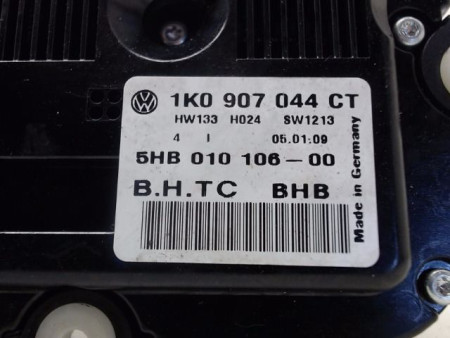 1K0 907 044 CT
HW133 H024 SW1213
4 I 05.01.09
5HB 010 106-00
B.H.TC BHB
Made in Germany